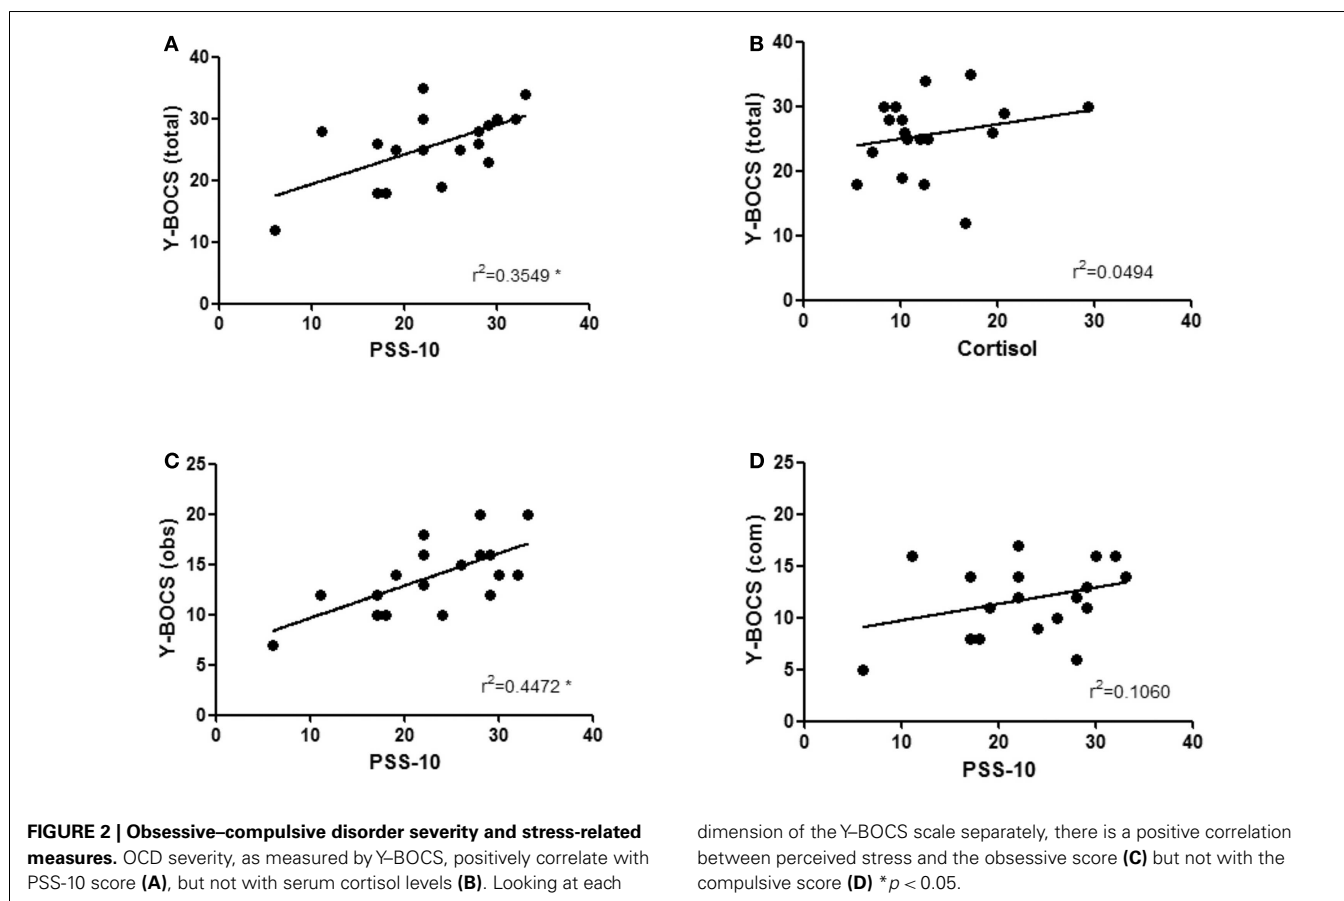 A
40
30
20
10
0
Y-BOCS (total)
r²=0.3549 *
0 10 20 30 40
PSS-10
B
40
30
20
10
0
Y-BOCS (total)
r²=0.0494
0 10 20 30 40
Cortisol
C
25
20
15
10
5
0
Y-BOCS (obs)
r²=0.4472 *
0 10 20 30 40
PSS-10
D
25
20
15
10
5
0
Y-BOCS (com)
r²=0.1060
0 10 20 30 40
PSS-10
FIGURE 2 | Obsessive–compulsive disorder severity and stress-related
measures. OCD severity, as measured by Y–BOCS, positively correlate with
PSS-10 score (A), but not with serum cortisol levels (B). Looking at each
dimension of the Y–BOCS scale separately, there is a positive correlation
between perceived stress and the obsessive score (C) but not with the
compulsive score (D) *p < 0.05.